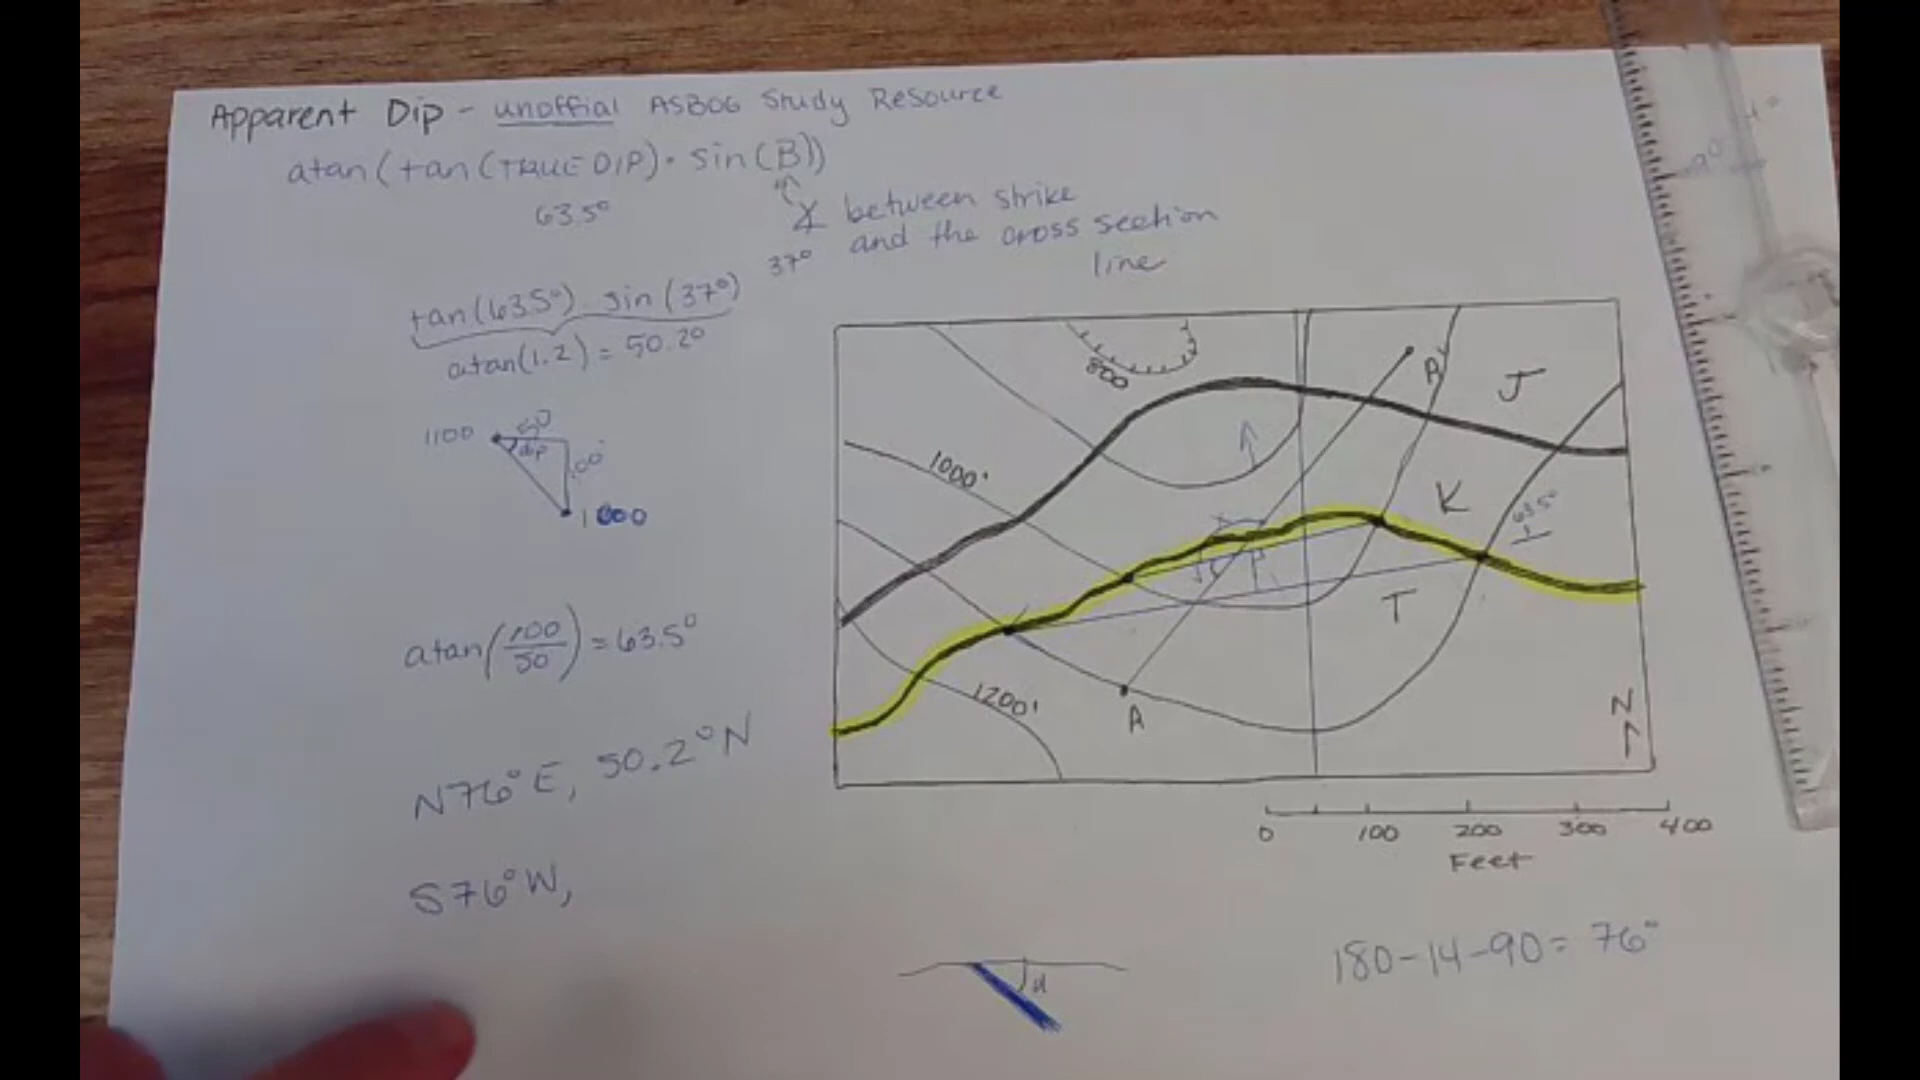 Apparent Dip - unoffial ASBOG Study Resource
atan(tan(TRUE DIP) · sin(B))
63.5°
∡ between strike
37° and the cross section
line
tan(63.5°) · sin(37°)
atan(1.2) = 50.2°
1100 50
dip
100'
1000
atan(100/50) = 63.5°
N76°E, 50.2°N
S76°W,
800
A'
J
1000'
K
63.5°
T
1200'
A
N
0 100 200 300 400
Feet
180-14-90= 76°
d